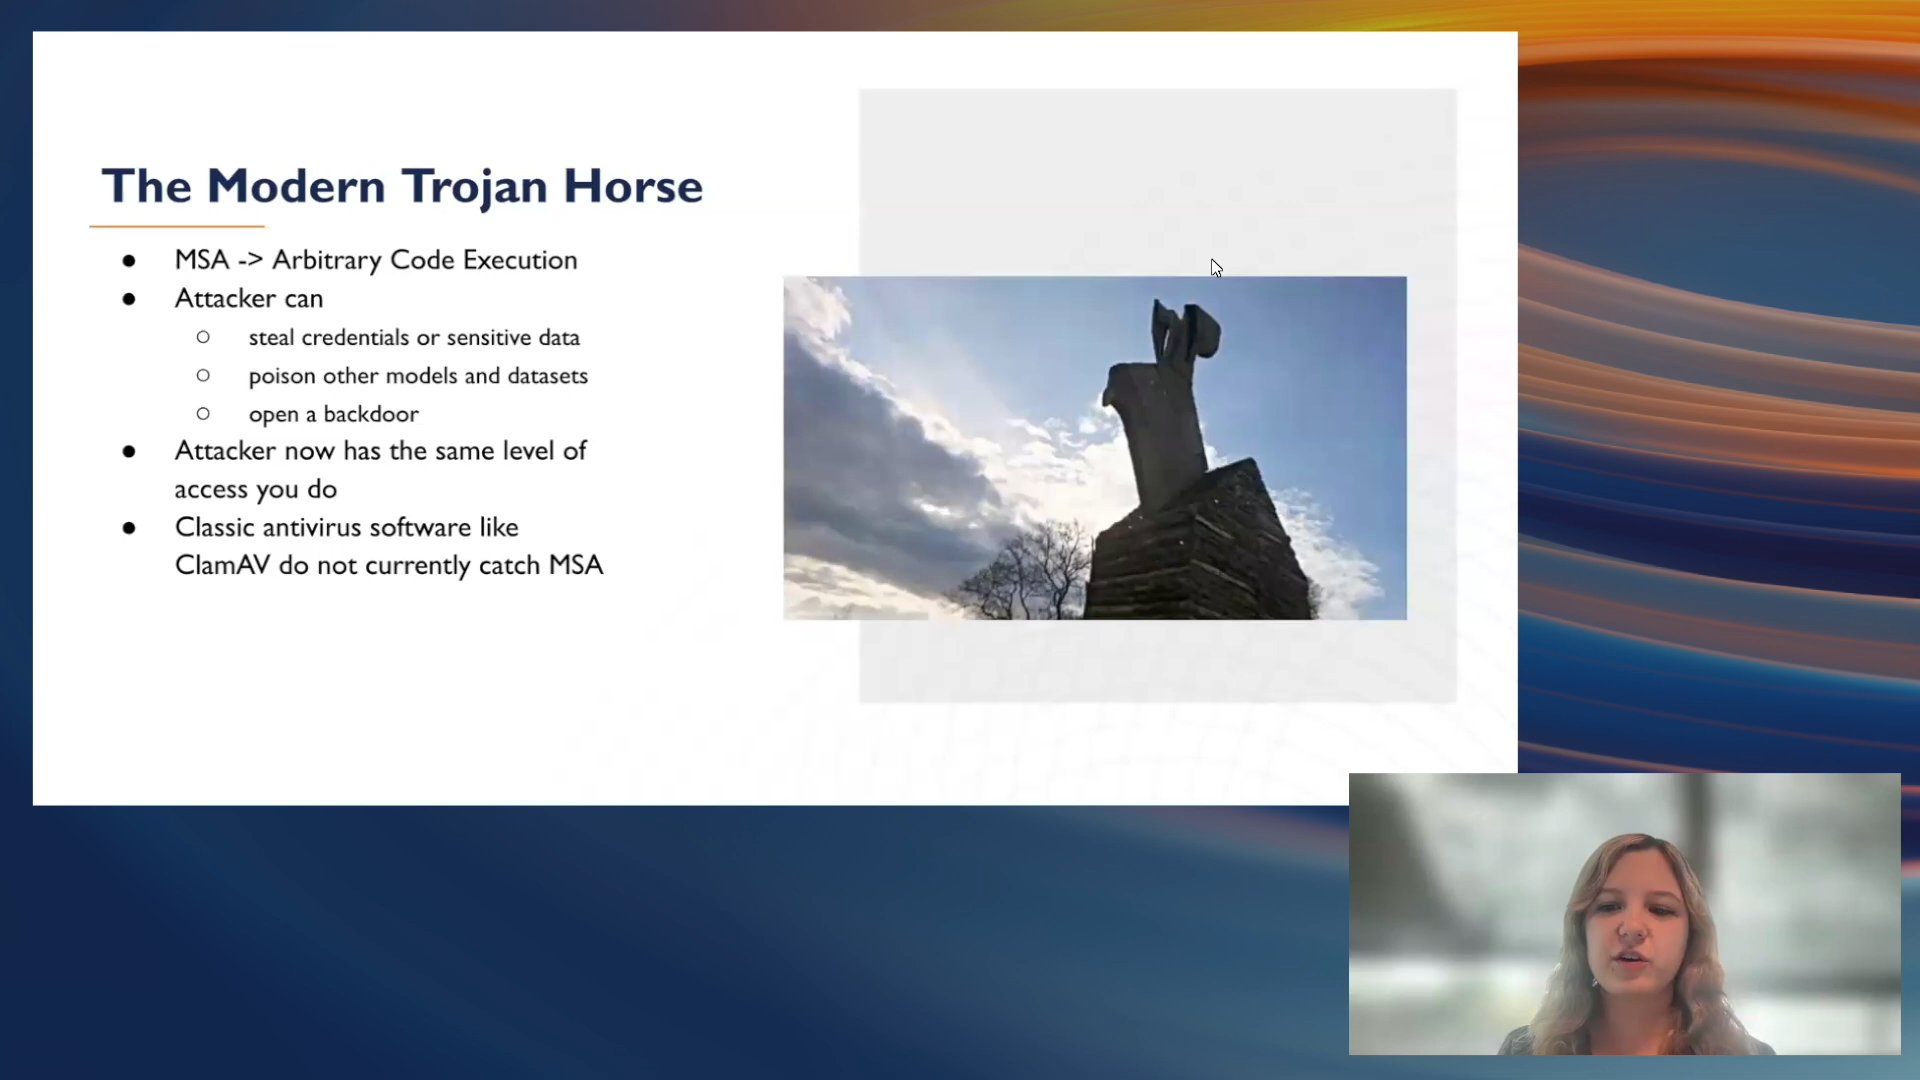 The Modern Trojan Horse
● MSA -> Arbitrary Code Execution
● Attacker can
○ steal credentials or sensitive data
○ poison other models and datasets
○ open a backdoor
● Attacker now has the same level of
access you do
● Classic antivirus software like
ClamAV do not currently catch MSA